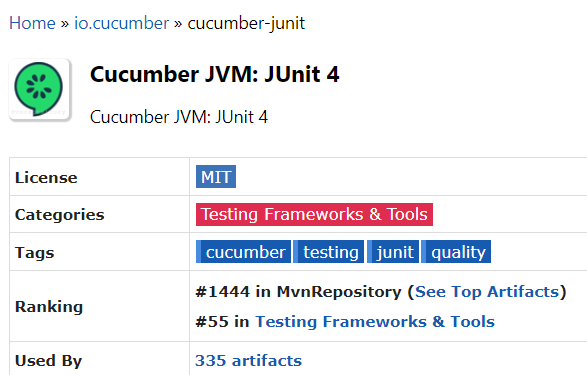 Home » io.cucumber » cucumber-junit
Cucumber JVM: JUnit 4
Cucumber JVM: JUnit 4
License MIT
Categories Testing Frameworks & Tools
Tags cucumber testing junit quality
Ranking #1444 in MvnRepository (See Top Artifacts)
#55 in Testing Frameworks & Tools
Used By 335 artifacts